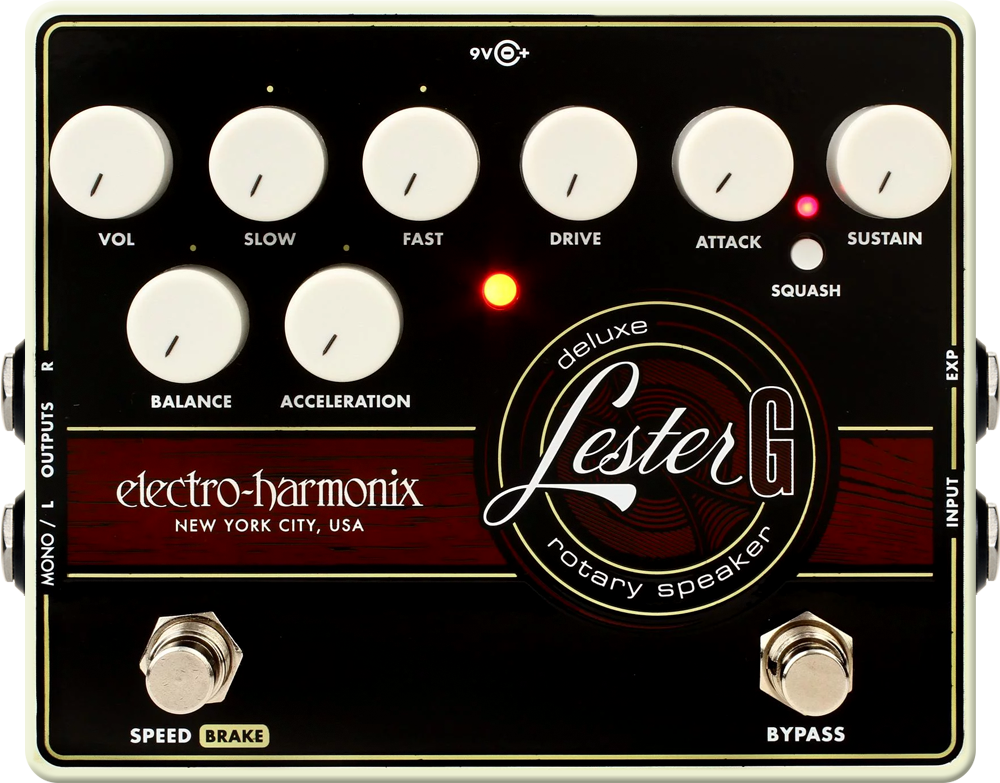 9V - +
VOL
SLOW
FAST
DRIVE
ATTACK
SUSTAIN
SQUASH
BALANCE
ACCELERATION
R
OUTPUTS
MONO / L
EXP
INPUT
electro-harmonix
NEW YORK CITY, USA
deluxe
Lester G
rotary speaker
SPEED BRAKE
BYPASS